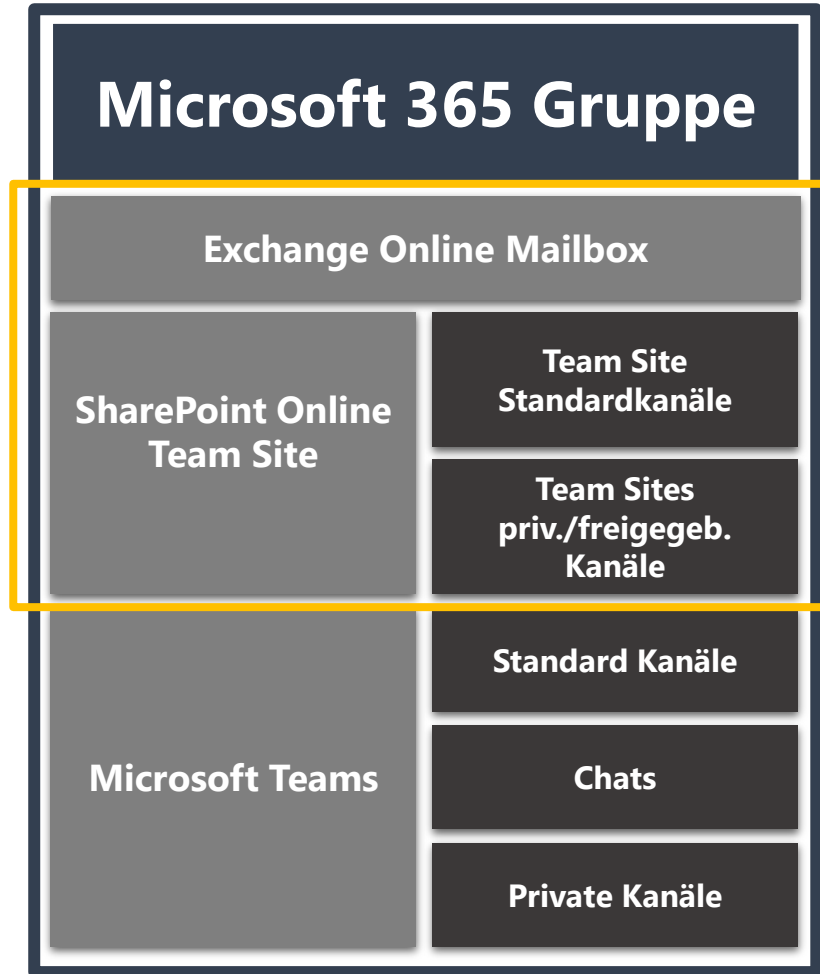 Microsoft 365 Gruppe
Exchange Online Mailbox
SharePoint Online
Team Site
Team Site
Standardkanäle
Team Sites
priv./freigegeb.
Kanäle
Microsoft Teams
Standard Kanäle
Chats
Private Kanäle